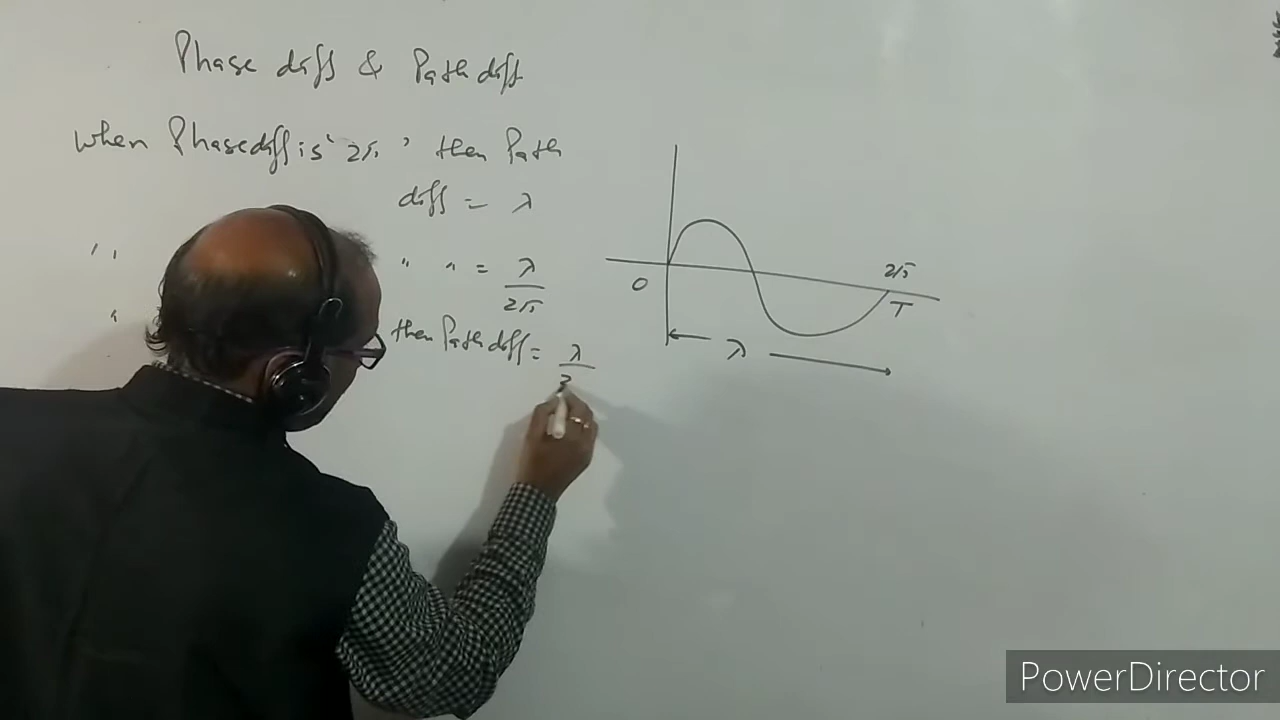 Phase diff & Path diff
When Phase diff is '2π' then Path
diff = λ
" " " = λ/2π
" then Path diff = λ/2
0
2π
T
λ
PowerDirector